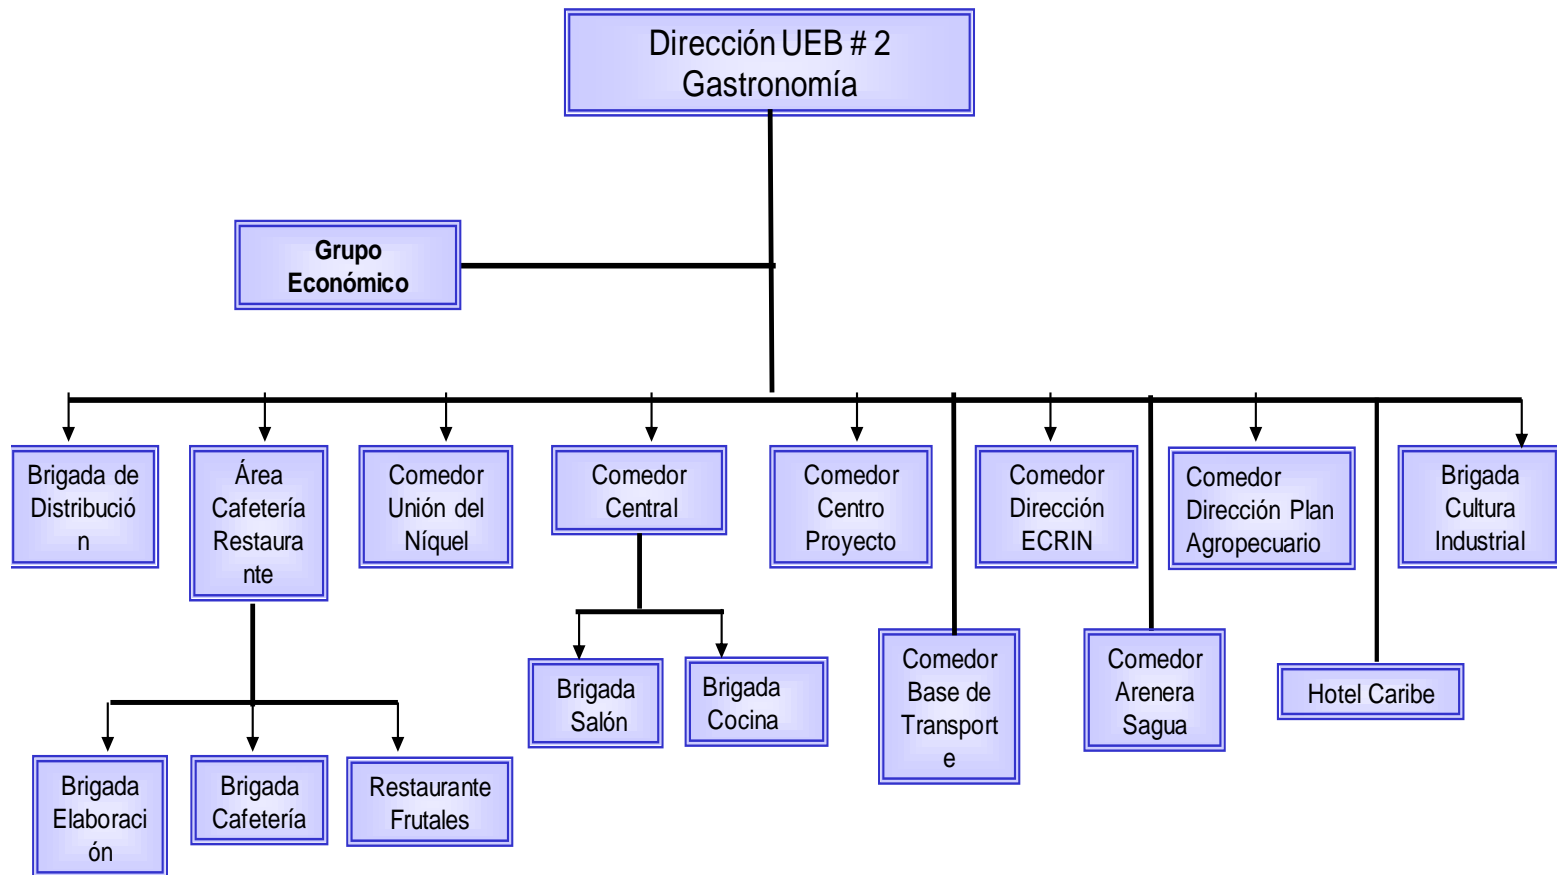 Dirección UEB # 2
Gastronomía
Grupo
Económico
Brigada de
Distribució
n
Área
Cafetería
Restaura
nte
Comedor
Unión del
Níquel
Comedor
Central
Comedor
Centro
Proyecto
Comedor
Dirección
ECRIN
Comedor
Dirección Plan
Agropecuario
Brigada
Cultura
Industrial
Brigada
Salón
Brigada
Cocina
Comedor
Base de
Transport
e
Comedor
Arenera
Sagua
Hotel Caribe
Brigada
Elaboraci
ón
Brigada
Cafetería
Restaurante
Frutales